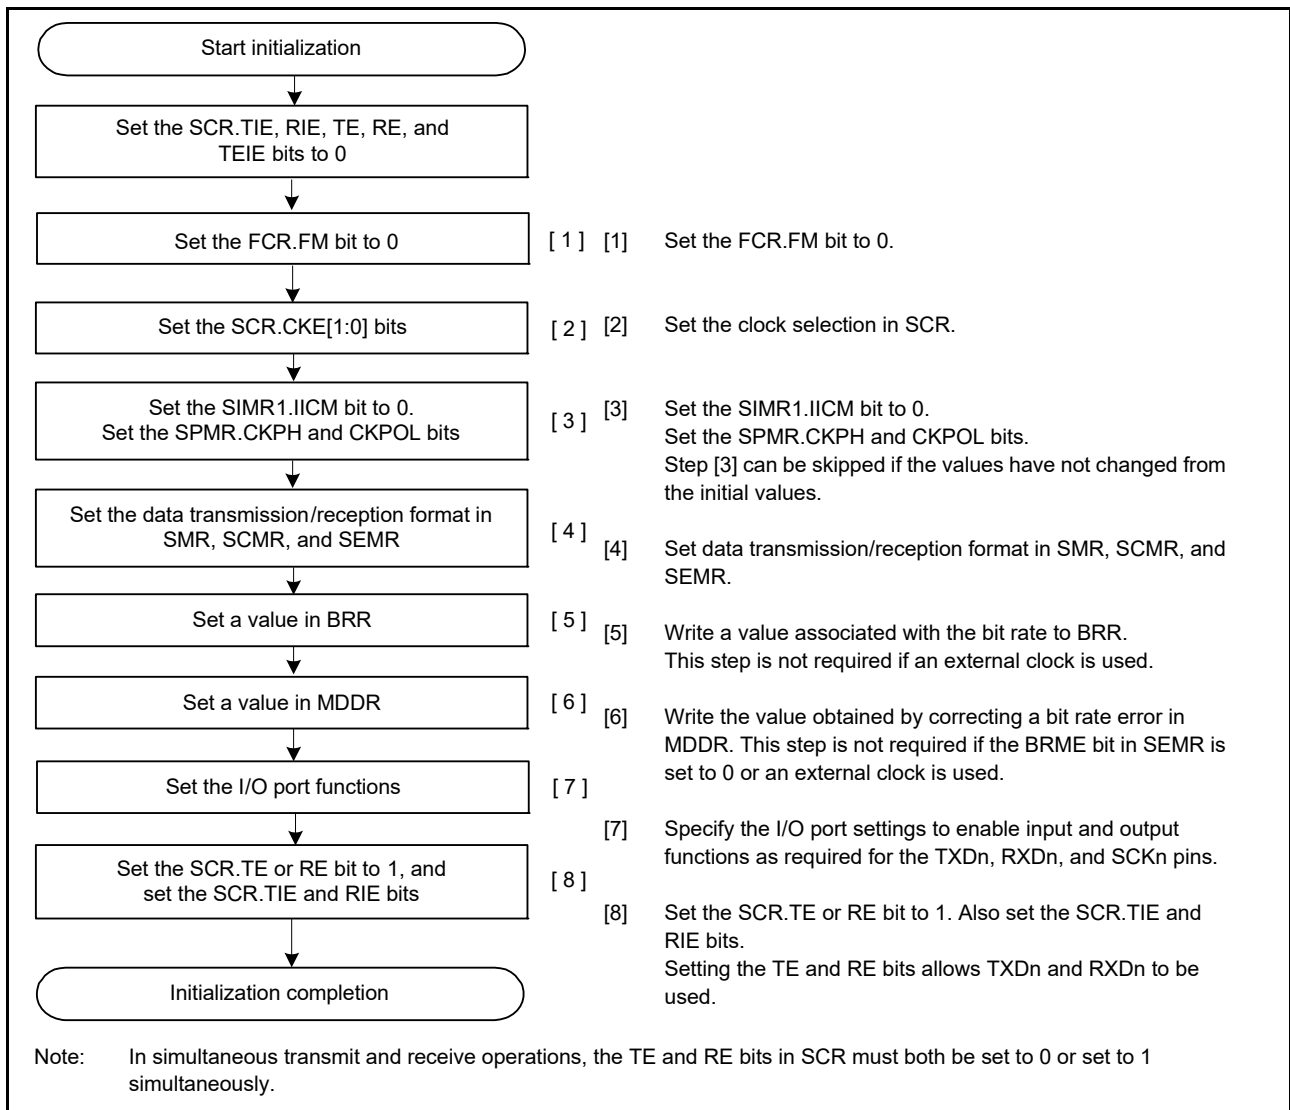 Start initialization
Set the SCR.TIE, RIE, TE, RE, and
TEIE bits to 0
Set the FCR.FM bit to 0
[ 1 ]
[1] Set the FCR.FM bit to 0.
Set the SCR.CKE[1:0] bits
[ 2 ]
[2] Set the clock selection in SCR.
Set the SIMR1.IICM bit to 0.
Set the SPMR.CKPH and CKPOL bits
[ 3 ]
[3] Set the SIMR1.IICM bit to 0.
Set the SPMR.CKPH and CKPOL bits.
Step [3] can be skipped if the values have not changed from
the initial values.
Set the data transmission/reception format in
SMR, SCMR, and SEMR
[ 4 ]
[4] Set data transmission/reception format in SMR, SCMR, and
SEMR.
Set a value in BRR
[ 5 ]
[5] Write a value associated with the bit rate to BRR.
This step is not required if an external clock is used.
Set a value in MDDR
[ 6 ]
[6] Write the value obtained by correcting a bit rate error in
MDDR. This step is not required if the BRME bit in SEMR is
set to 0 or an external clock is used.
Set the I/O port functions
[ 7 ]
[7] Specify the I/O port settings to enable input and output
functions as required for the TXDn, RXDn, and SCKn pins.
Set the SCR.TE or RE bit to 1, and
set the SCR.TIE and RIE bits
[ 8 ]
[8] Set the SCR.TE or RE bit to 1. Also set the SCR.TIE and
RIE bits.
Setting the TE and RE bits allows TXDn and RXDn to be
used.
Initialization completion
Note: In simultaneous transmit and receive operations, the TE and RE bits in SCR must both be set to 0 or set to 1
simultaneously.